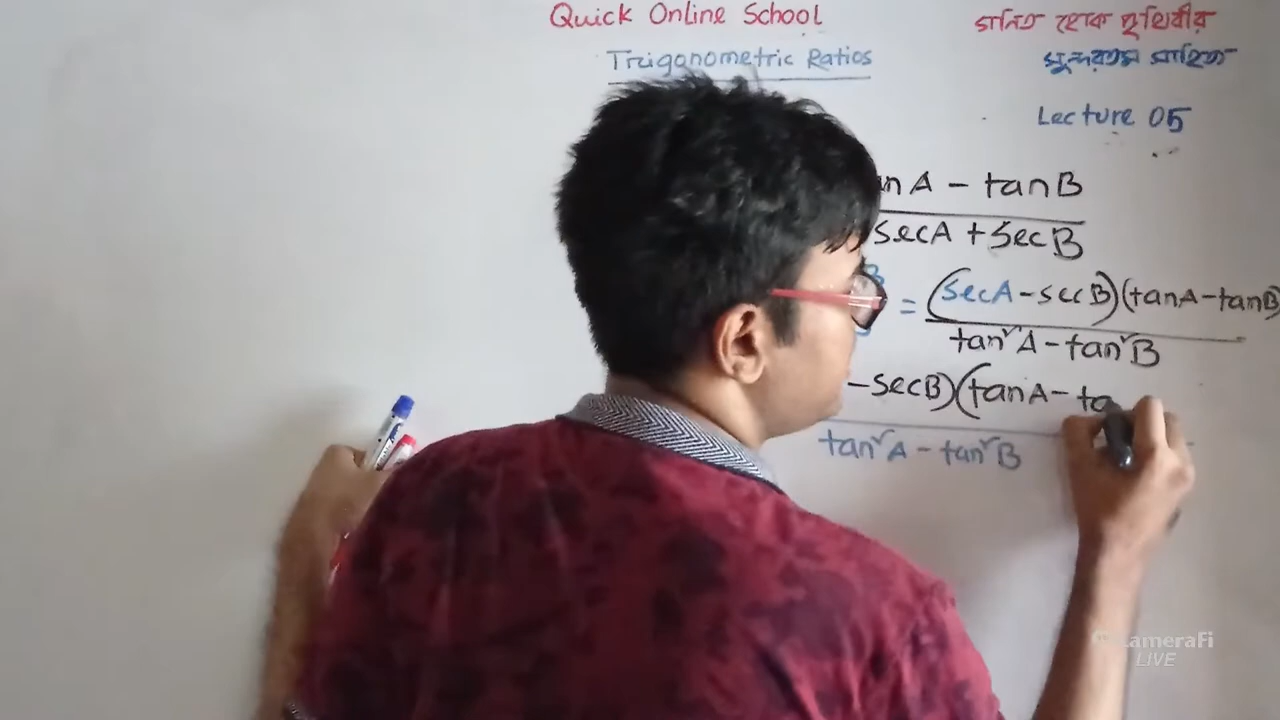 Quick Online School
গনিত হোক পৃথিবীর
Trigonometric Ratios
সুন্দরতম সাহিত্য
Lecture 05
anA - tanB
secA + secB
= (secA - secB)(tanA - tanB)
tan²A - tan²B
- secB)(tanA - ta
tan²A - tan²B
CameraFi
LIVE